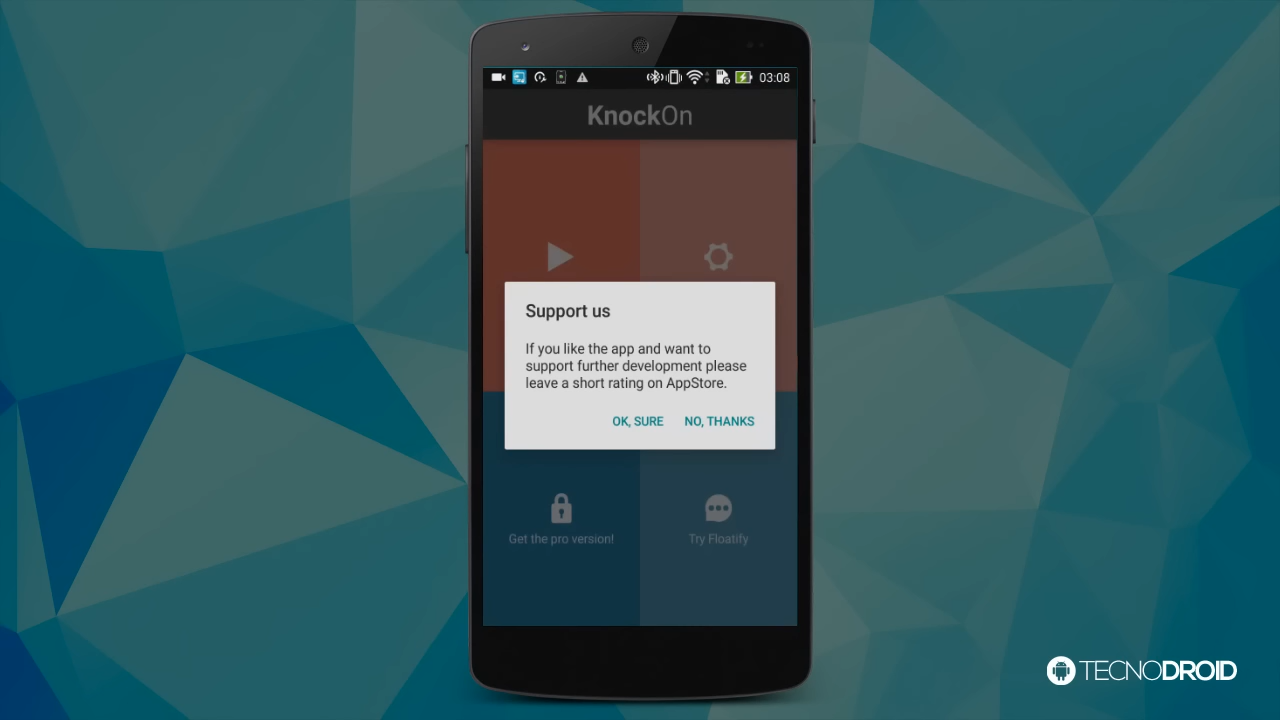 03:08
KnockOn
Support us
If you like the app and want to
support further development please
leave a short rating on AppStore.
OK, SURE NO, THANKS
Get the pro version! Try Floatify
TECNODROID